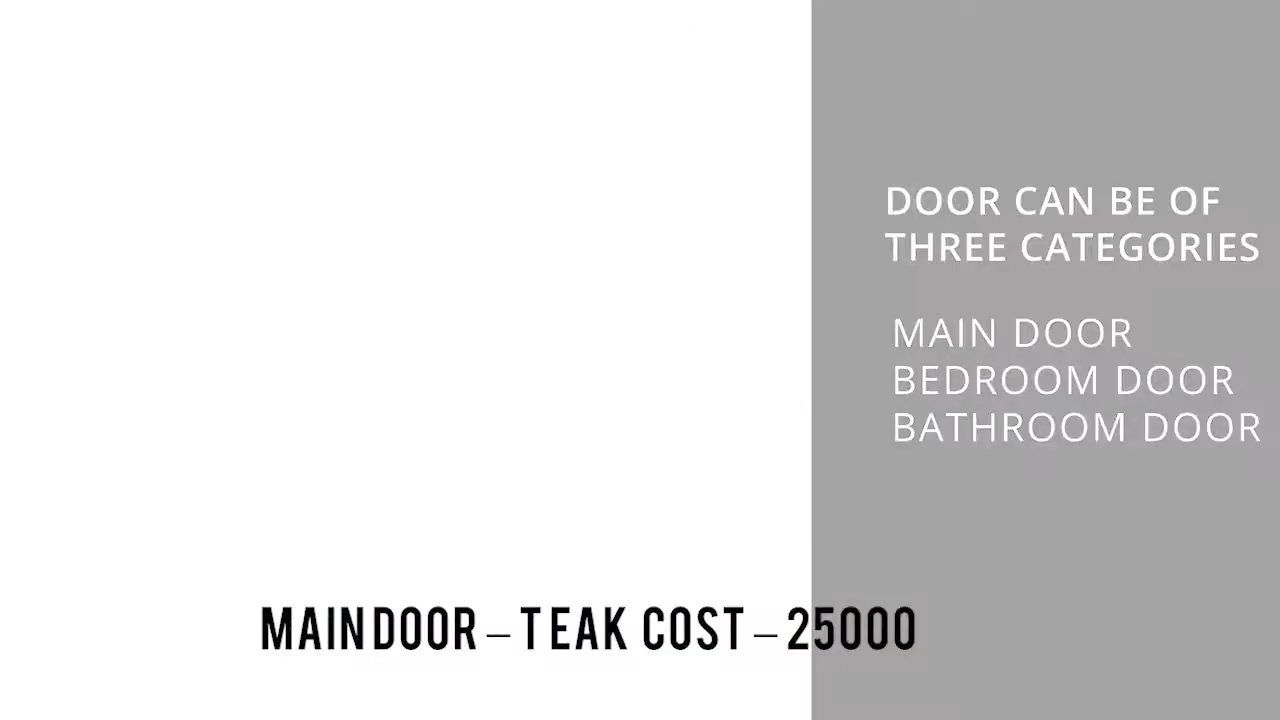 DOOR CAN BE OF
THREE CATEGORIES
MAIN DOOR
BEDROOM DOOR
BATHROOM DOOR
MAIN DOOR – TEAK COST – 25000